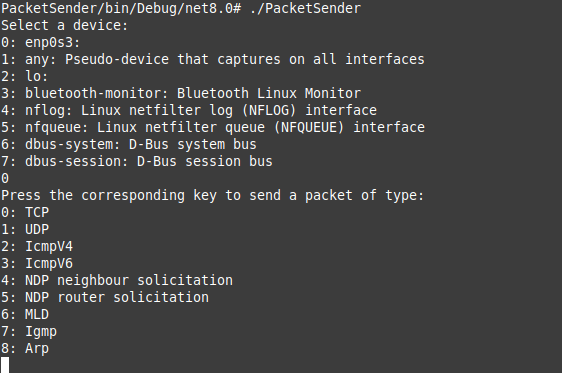 PacketSender/bin/Debug/net8.0# ./PacketSender
Select a device:
0: enp0s3:
1: any: Pseudo-device that captures on all interfaces
2: lo:
3: bluetooth-monitor: Bluetooth Linux Monitor
4: nflog: Linux netfilter log (NFLOG) interface
5: nfqueue: Linux netfilter queue (NFQUEUE) interface
6: dbus-system: D-Bus system bus
7: dbus-session: D-Bus session bus
0
Press the corresponding key to send a packet of type:
0: TCP
1: UDP
2: IcmpV4
3: IcmpV6
4: NDP neighbour solicitation
5: NDP router solicitation
6: MLD
7: Igmp
8: Arp